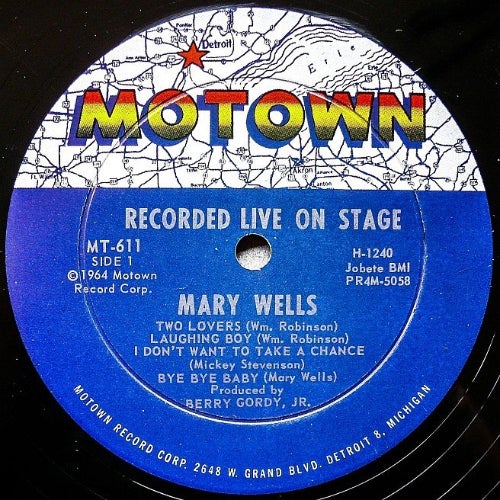 Detroit
Erie
MOTOWN
Akron
Canton
RECORDED LIVE ON STAGE
MT-611
SIDE 1
©1964 Motown
Record Corp.
H-1240
Jobete BMI
PR4M-5058
MARY WELLS
TWO LOVERS (Wm. Robinson)
LAUGHING BOY (Wm. Robinson)
I DON'T WANT TO TAKE A CHANCE
(Mickey Stevenson)
BYE BYE BABY (Mary Wells)
Produced by
BERRY GORDY, JR.
MOTOWN RECORD CORP. 2648 W. GRAND BLVD. DETROIT 8, MICHIGAN